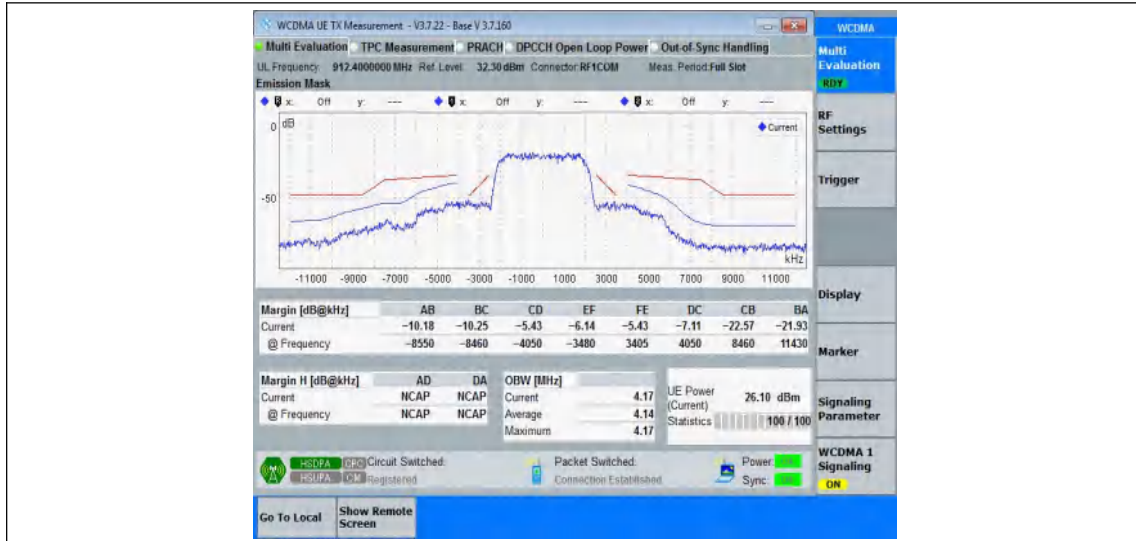 WCDMA UE TX Measurement - V3.7.22 - Base V 3.7.160
WCDMA
Multi Evaluation TPC Measurement PRACH DPCCH Open Loop Power Out-of-Sync Handling
Multi
Evaluation
RDY
UL Frequency: 912.4000000 MHz Ref. Level: 32.30 dBm Connector: RF1COM Meas. Period: Full Slot
Emission Mask
x: Off y: --- x: Off y: --- x: Off y: ---
0 dB
Current
-50
kHz
-11000 -9000 -7000 -5000 -3000 -1000 1000 3000 5000 7000 9000 11000
RF
Settings
Trigger
Display
Marker
Signaling
Parameter
WCDMA 1
Signaling
ON
Margin [dB@kHz] AB BC CD EF FE DC CB BA
Current -10.18 -10.25 -5.43 -6.14 -5.43 -7.11 -22.57 -21.93
@ Frequency -8550 -8460 -4050 -3480 3405 4050 8460 11430
Margin H [dB@kHz] AD DA
Current NCAP NCAP
@ Frequency NCAP NCAP
OBW [MHz]
Current 4.17
Average 4.14
Maximum 4.17
UE Power
(Current) 26.10 dBm
Statistics 100 / 100
HSDPA CPC Circuit Switched:
HSUPA CM Registered
Packet Switched:
Connection Established
Power:
Sync:
Go To Local
Show Remote
Screen